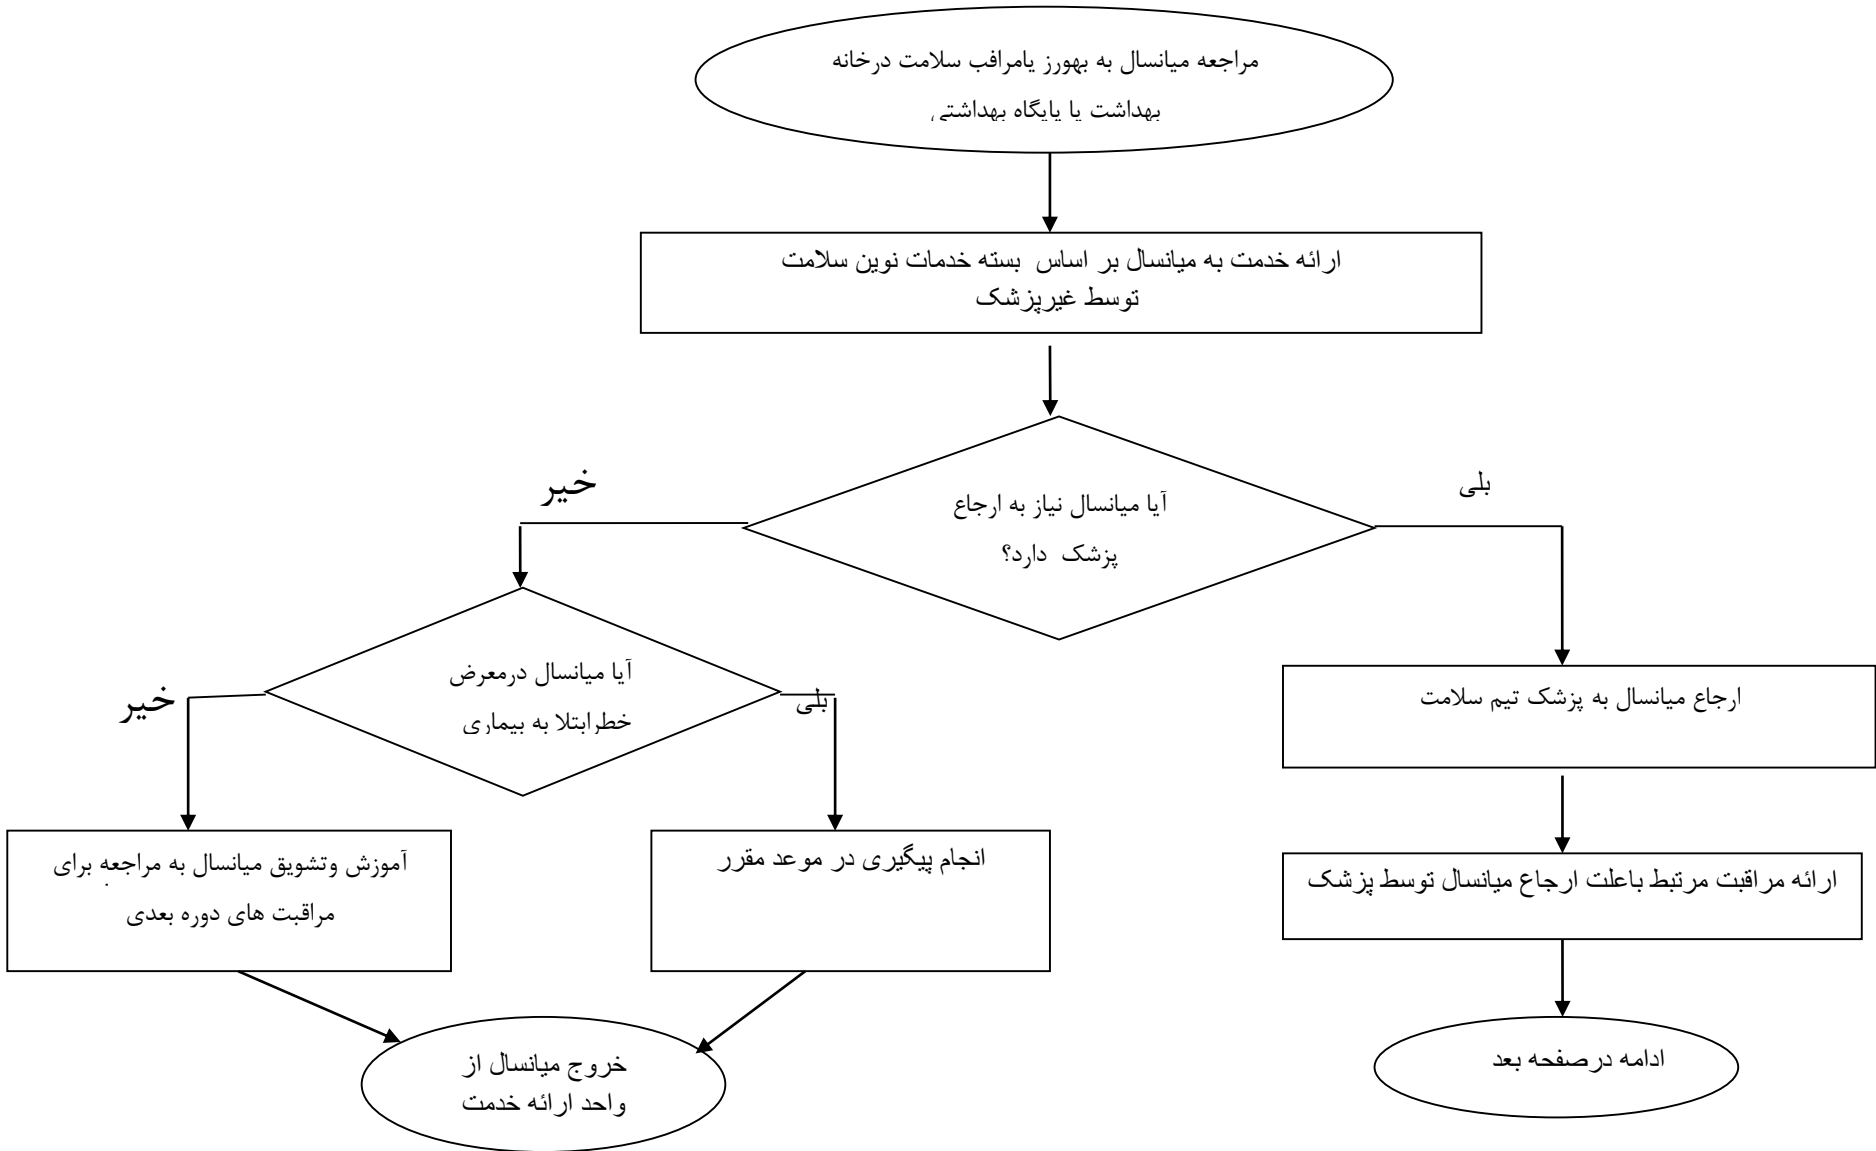 مراجعه میانسال به بهورز یامراقب سلامت درخانه
بهداشت یا پایگاه بهداشتی
ارائه خدمت به میانسال بر اساس بسته خدمات نوین سلامت
توسط غیرپزشک
خیر
بلی
آیا میانسال نیاز به ارجاع
پزشک دارد؟
خیر
آیا میانسال درمعرض
خطرابتلا به بیماری
بلی
ارجاع میانسال به پزشک تیم سلامت
آموزش وتشویق میانسال به مراجعه برای
مراقبت های دوره بعدی
انجام پیگیری در موعد مقرر
ارائه مراقبت مرتبط باعلت ارجاع میانسال توسط پزشک
خروج میانسال از
واحد ارائه خدمت
ادامه درصفحه بعد